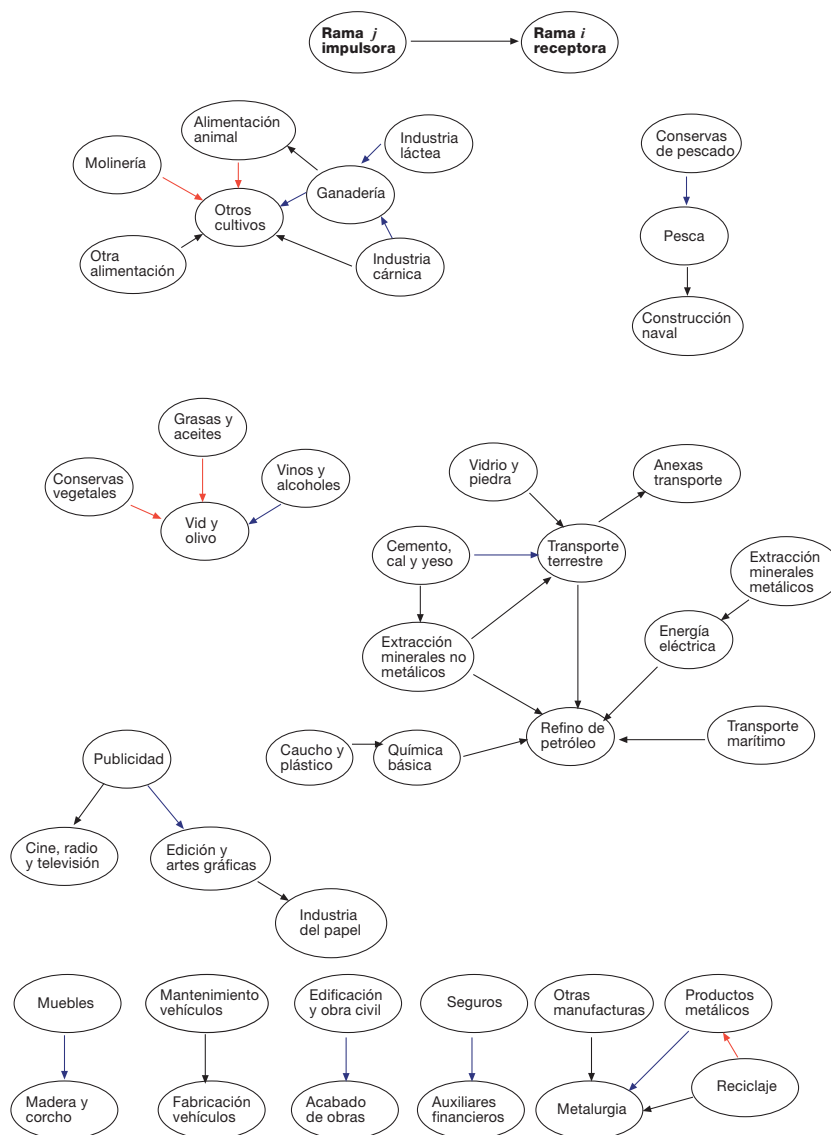 Rama j
impulsora
Rama i
receptora
Alimentación
animal
Industria
láctea
Conservas
de pescado
Molinería
Ganadería
Otros
cultivos
Pesca
Otra
alimentación
Industria
cárnica
Construcción
naval
Grasas y
aceites
Conservas
vegetales
Vinos y
alcoholes
Vid y
olivo
Vidrio y
piedra
Anexas
transporte
Cemento,
cal y yeso
Transporte
terrestre
Extracción
minerales
metálicos
Extracción
minerales no
metálicos
Energía
eléctrica
Refino de
petróleo
Transporte
marítimo
Caucho y
plástico
Química
básica
Publicidad
Cine, radio
y televisión
Edición y
artes gráficas
Industria
del papel
Muebles
Mantenimiento
vehículos
Edificación y
obra civil
Seguros
Otras
manufacturas
Productos
metálicos
Madera y
corcho
Fabricación
vehículos
Acabado
de obras
Auxiliares
financieros
Metalurgia
Reciclaje